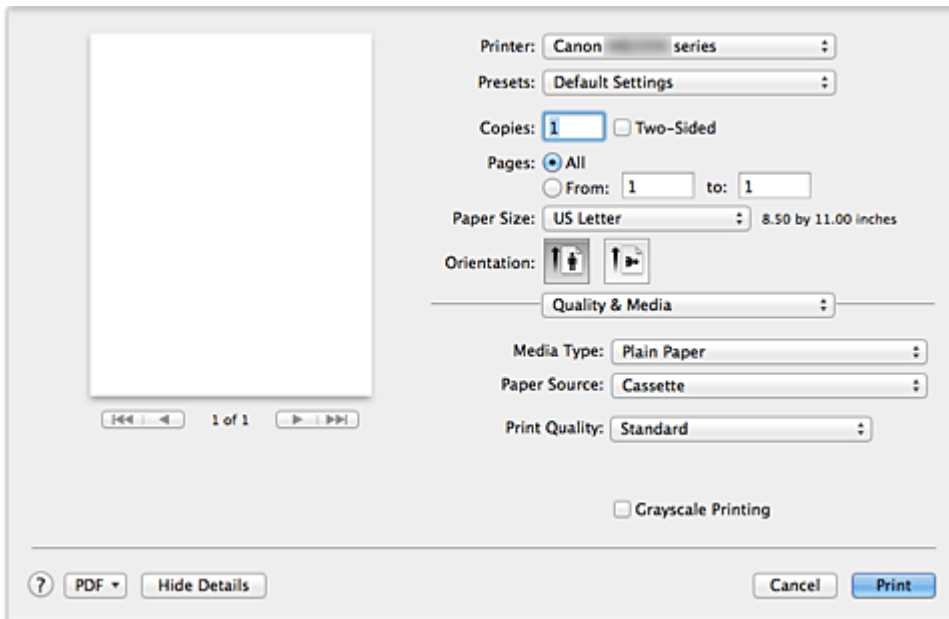 Printer: Canon series
Presets: Default Settings
Copies: 1 Two-Sided
Pages: All
From: 1 to: 1
Paper Size: US Letter 8.50 by 11.00 inches
Orientation:
Quality & Media
Media Type: Plain Paper
Paper Source: Cassette
1 of 1
Print Quality: Standard
Grayscale Printing
? PDF Hide Details Cancel Print